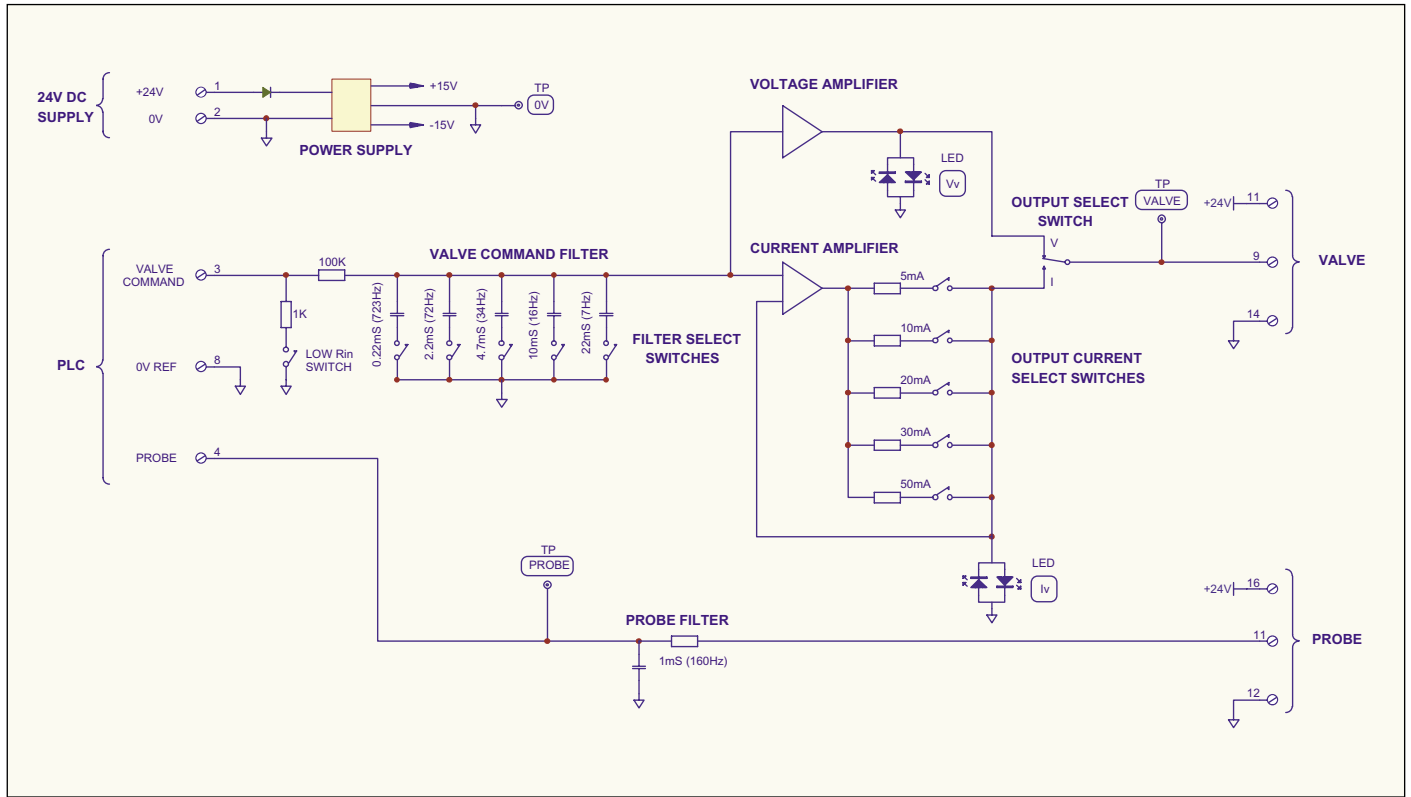 24V DC
SUPPLY
+24V
1
0V
2
+15V
-15V
POWER SUPPLY
TP
0V
VOLTAGE AMPLIFIER
LED
Vv
OUTPUT SELECT
SWITCH
V
I
TP
VALVE
+24V
11
9
14
VALVE
PLC
VALVE
COMMAND
3
100K
1K
LOW Rin
SWITCH
0V REF
8
PROBE
4
VALVE COMMAND FILTER
0.22mS (723Hz)
2.2mS (72Hz)
4.7mS (34Hz)
10mS (16Hz)
22mS (7Hz)
FILTER SELECT
SWITCHES
CURRENT AMPLIFIER
5mA
10mA
20mA
30mA
50mA
OUTPUT CURRENT
SELECT SWITCHES
LED
Iv
TP
PROBE
PROBE FILTER
1mS (160Hz)
+24V
16
11
12
PROBE